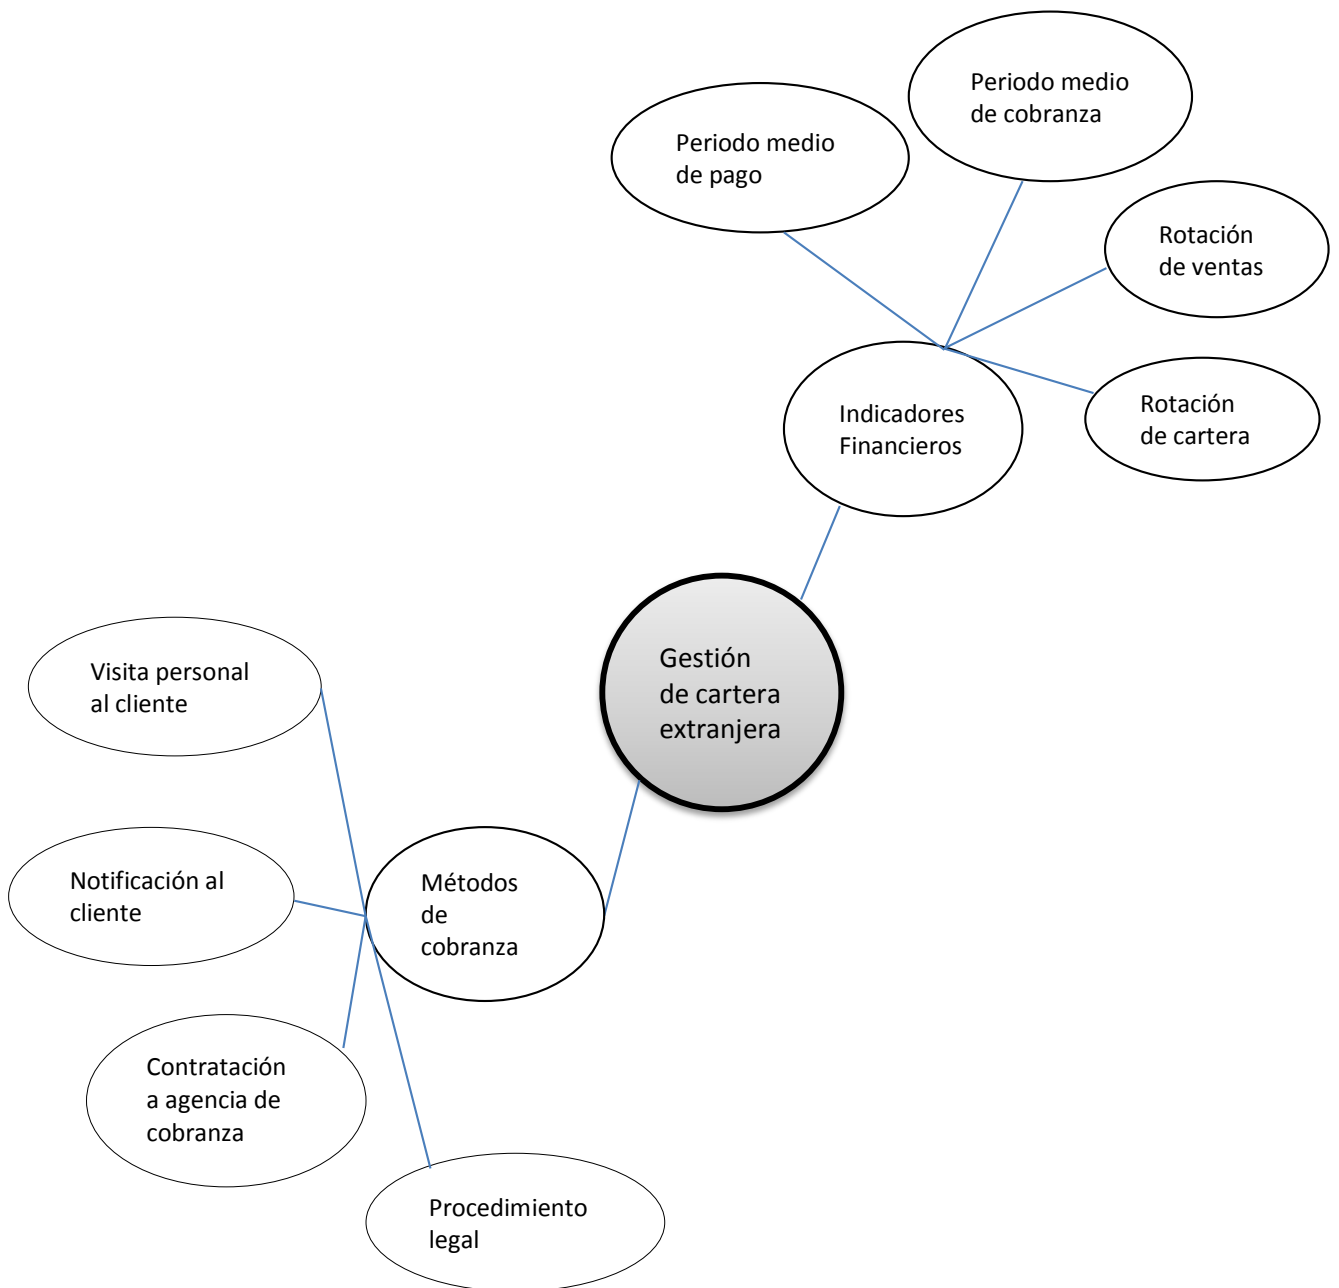 Periodo medio
de cobranza
Periodo medio
de pago
Rotación
de ventas
Rotación
de cartera
Indicadores
Financieros
Gestión
de cartera
extranjera
Visita personal
al cliente
Notificación al
cliente
Métodos
de
cobranza
Contratación
a agencia de
cobranza
Procedimiento
legal